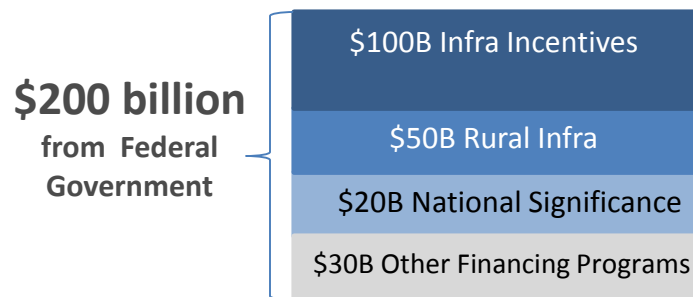 $200 billion
from Federal
Government
$100B Infra Incentives
$50B Rural Infra
$20B National Significance
$30B Other Financing Programs